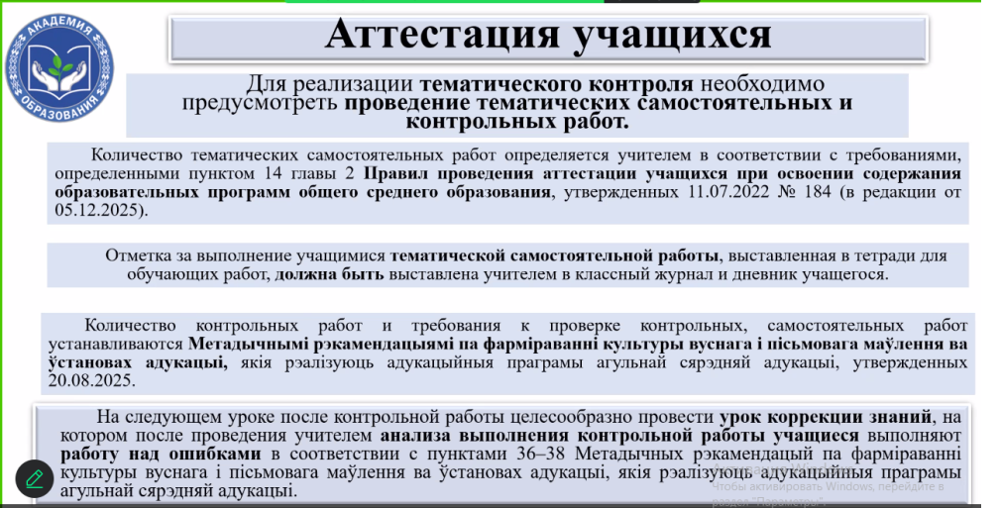 АКАДЕМИЯ
ОБРАЗОВАНИЯ
Аттестация учащихся
Для реализации тематического контроля необходимо
предусмотреть проведение тематических самостоятельных и
контрольных работ.
Количество тематических самостоятельных работ определяется учителем в соответствии с требованиями,
определенными пунктом 14 главы 2 Правил проведения аттестации учащихся при освоении содержания
образовательных программ общего среднего образования, утвержденных 11.07.2022 № 184 (в редакции от
05.12.2025).
Отметка за выполнение учащимися тематической самостоятельной работы, выставленная в тетради для
обучающих работ, должна быть выставлена учителем в классный журнал и дневник учащегося.
Количество контрольных работ и требования к проверке контрольных, самостоятельных работ
устанавливаются Метадычнымі рэкамендацыямі па фарміраванні культуры вуснага і пісьмовага маўлення ва
ўстановах адукацыі, якія рэалізуюць адукацыйныя праграмы агульнай сярэдняй адукацыі, утвержденных
20.08.2025.
На следующем уроке после контрольной работы целесообразно провести урок коррекции знаний, на
котором после проведения учителем анализа выполнения контрольной работы учащиеся выполняют
работу над ошибками в соответствии с пунктами 36–38 Метадычных рэкамендацый па фарміраванні
культуры вуснага і пісьмовага маўлення ва ўстановах адукацыі, якія рэалізуюць адукацыйныя праграмы
агульнай сярэдняй адукацыі.
Активация Windows
Чтобы активировать Windows, перейдите в
раздел "Параметры".